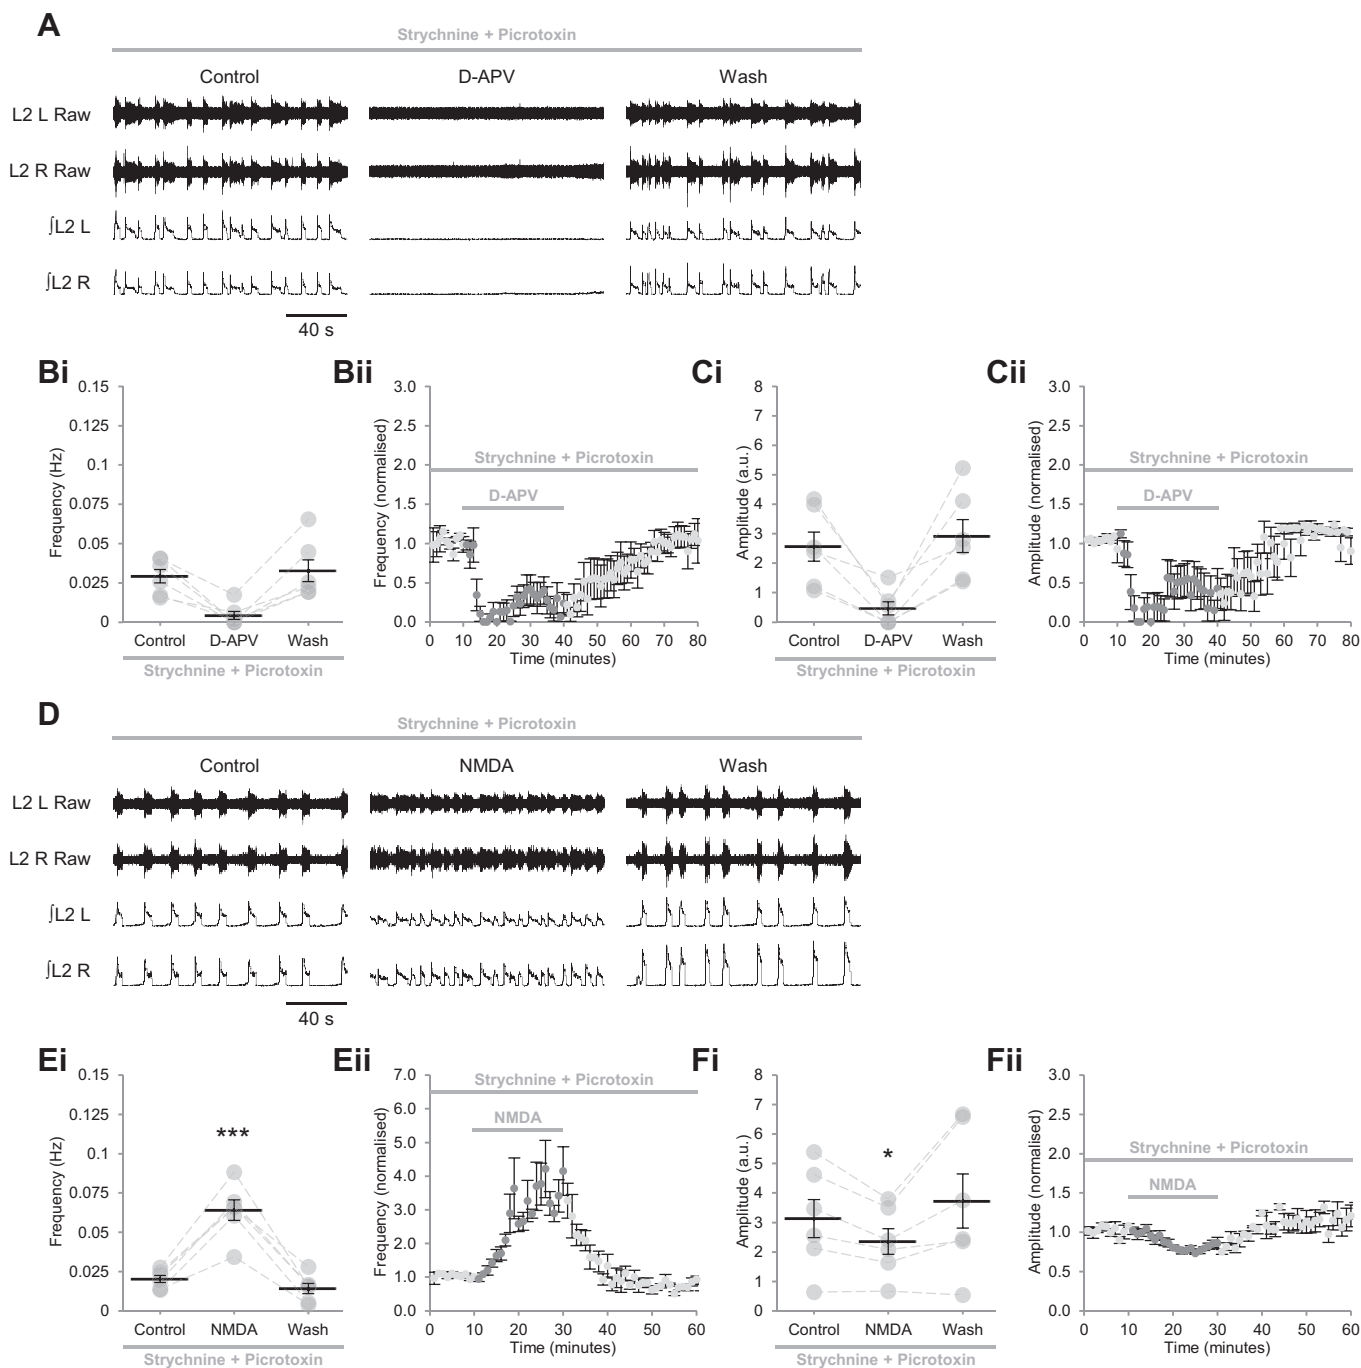 A
Strychnine + Picrotoxin
Control D-APV Wash
L2 L Raw
L2 R Raw
∫L2 L
∫L2 R
40 s
Bi
0.15
0.125
0.1
0.075
0.05
0.025
0
Frequency (Hz)
Control D-APV Wash
Strychnine + Picrotoxin
Bii
3.0
2.5
2.0
1.5
1.0
0.5
0.0
Frequency (normalised)
Strychnine + Picrotoxin
D-APV
0 10 20 30 40 50 60 70 80
Time (minutes)
Ci
8
7
6
5
4
3
2
1
0
Amplitude (a.u.)
Control D-APV Wash
Strychnine + Picrotoxin
Cii
3.0
2.5
2.0
1.5
1.0
0.5
0.0
Amplitude (normalised)
Strychnine + Picrotoxin
D-APV
0 10 20 30 40 50 60 70 80
Time (minutes)
D
Strychnine + Picrotoxin
Control NMDA Wash
L2 L Raw
L2 R Raw
∫L2 L
∫L2 R
40 s
Ei
0.15
0.125
0.1
0.075
0.05
0.025
0
Frequency (Hz)
***
Control NMDA Wash
Strychnine + Picrotoxin
Eii
7.0
6.0
5.0
4.0
3.0
2.0
1.0
0.0
Frequency (normalised)
Strychnine + Picrotoxin
NMDA
0 10 20 30 40 50 60
Time (minutes)
Fi
8
7
6
5
4
3
2
1
0
Amplitude (a.u.)
*
Control NMDA Wash
Strychnine + Picrotoxin
Fii
3.0
2.5
2.0
1.5
1.0
0.5
0.0
Amplitude (normalised)
Strychnine + Picrotoxin
NMDA
0 10 20 30 40 50 60
Time (minutes)